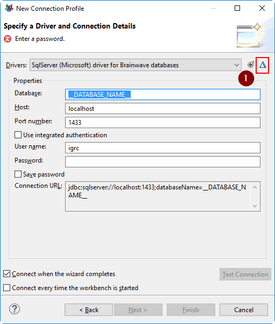 New Connection Profile
Specify a Driver and Connection Details
Enter a password.
Drivers: SqlServer (Microsoft) driver for Brainwave databases
1
Properties
Database: __DATABASE_NAME__
Host: localhost
Port number: 1433
Use integrated authentication
User name: igrc
Password:
Save password
Connection URL: jdbc:sqlserver://localhost:1433;databaseName=__DATABASE_N
AME__
Connect when the wizard completes
Test Connection
Connect every time the workbench is started
? < Back Next > Finish Cancel